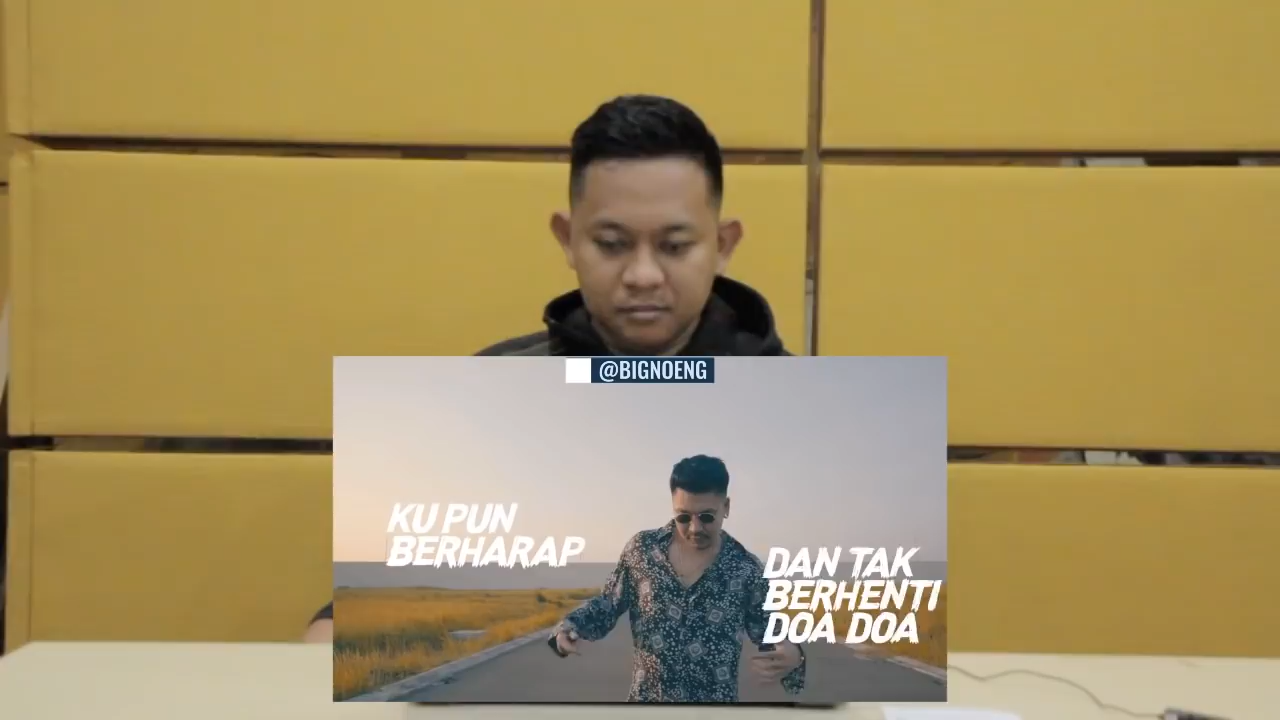 @BIGNOENG
KU PUN
BERHARAP
DAN TAK
BERHENTI
DOA DOA